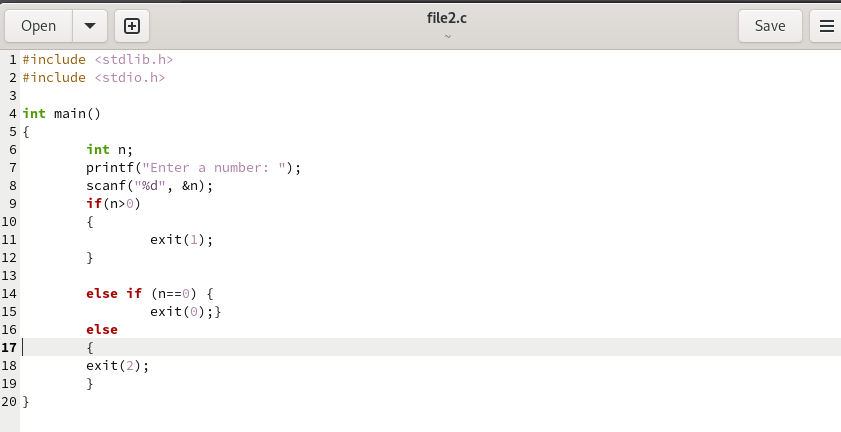 Open
file2.c
~
Save
1 #include <stdlib.h>
2 #include <stdio.h>
3
4 int main()
5 {
6         int n;
7         printf("Enter a number: ");
8         scanf("%d", &n);
9         if(n>0)
10         {
11                 exit(1);
12         }
13
14         else if (n==0) {
15                 exit(0);}
16         else
17         {
18         exit(2);
19         }
20 }